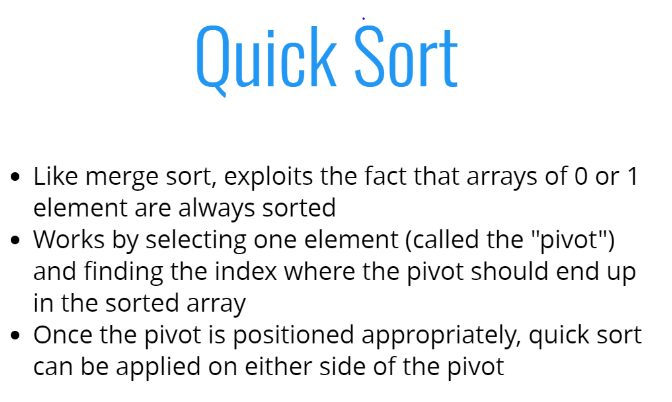 Quick Sort
• Like merge sort, exploits the fact that arrays of 0 or 1
element are always sorted
• Works by selecting one element (called the "pivot")
and finding the index where the pivot should end up
in the sorted array
• Once the pivot is positioned appropriately, quick sort
can be applied on either side of the pivot